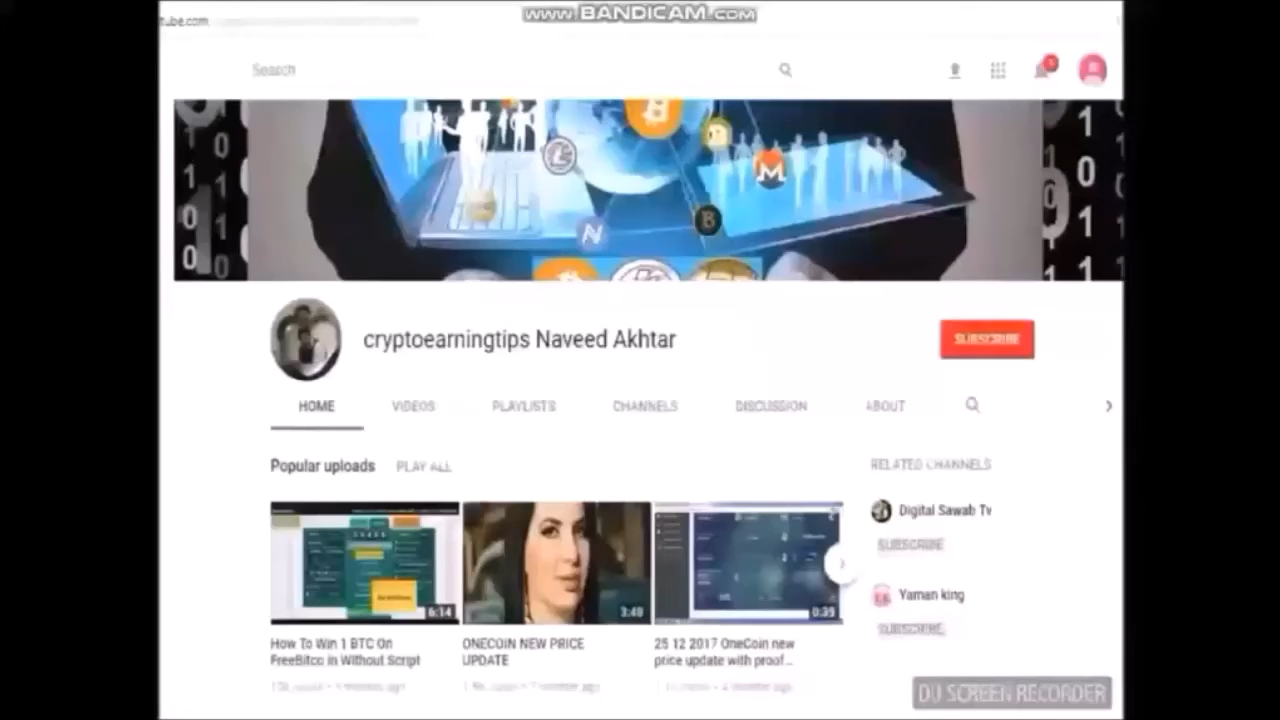 www.BANDICAM.com
tube.com
Search
cryptoearningtips Naveed Akhtar
SUBSCRIBE
HOME
VIDEOS
PLAYLISTS
CHANNELS
DISCUSSION
ABOUT
Popular uploads
PLAY ALL
RELATED CHANNELS
Digital Sawab Tv
SUBSCRIBE
Yaman king
SUBSCRIBE
6:14
3:40
0:39
How To Win 1 BTC On
FreeBitco in Without Script
ONECOIN NEW PRICE
UPDATE
25 12 2017 OneCoin new
price update with proof...
DU SCREEN RECORDER